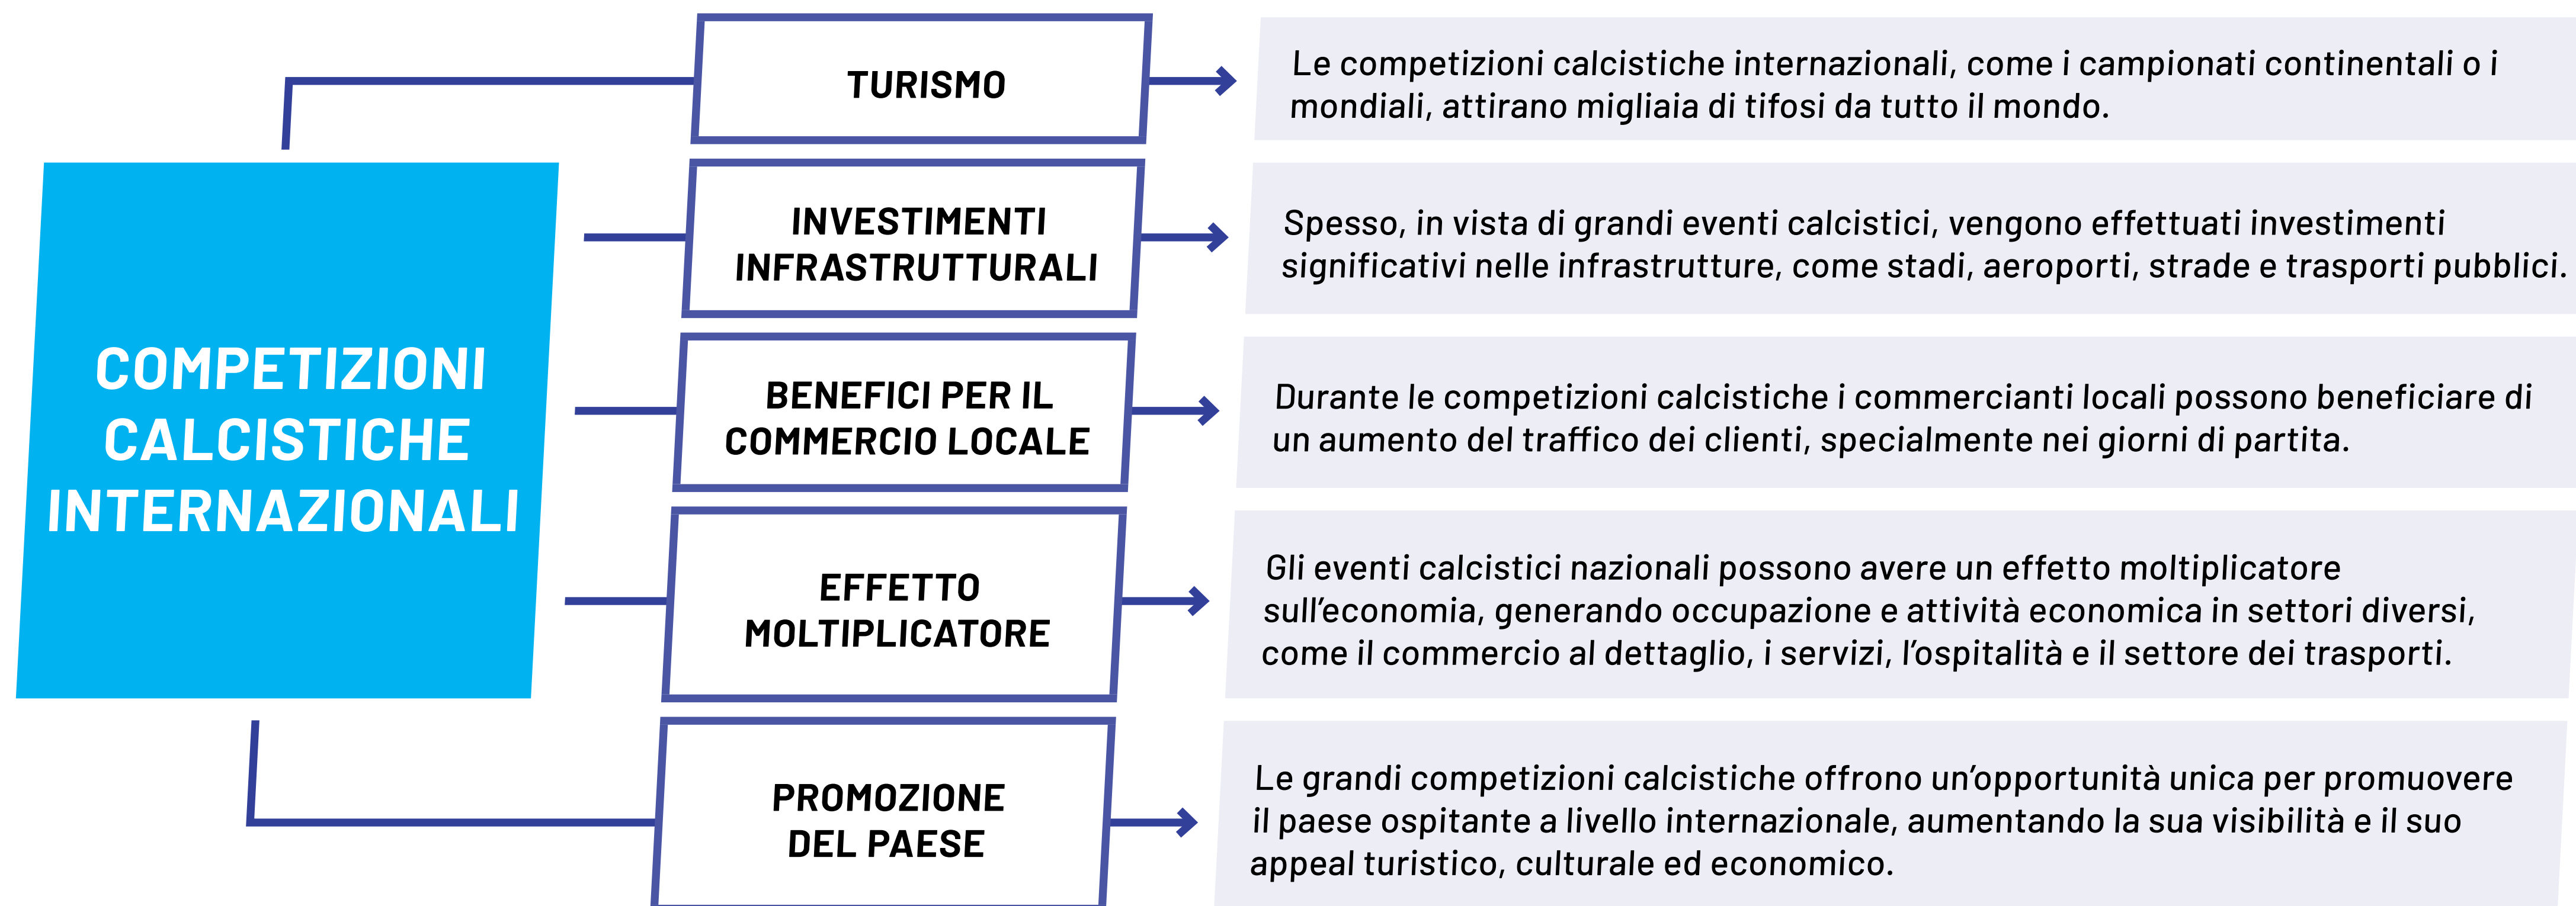 COMPETIZIONI
CALCISTICHE
INTERNAZIONALI
TURISMO
Le competizioni calcistiche internazionali, come i campionati continentali o i
mondiali, attirano migliaia di tifosi da tutto il mondo.
INVESTIMENTI
INFRASTRUTTURALI
Spesso, in vista di grandi eventi calcistici, vengono effettuati investimenti
significativi nelle infrastrutture, come stadi, aeroporti, strade e trasporti pubblici.
BENEFICI PER IL
COMMERCIO LOCALE
Durante le competizioni calcistiche i commercianti locali possono beneficiare di
un aumento del traffico dei clienti, specialmente nei giorni di partita.
EFFETTO
MOLTIPLICATORE
Gli eventi calcistici nazionali possono avere un effetto moltiplicatore
sull’economia, generando occupazione e attività economica in settori diversi,
come il commercio al dettaglio, i servizi, l’ospitalità e il settore dei trasporti.
PROMOZIONE
DEL PAESE
Le grandi competizioni calcistiche offrono un’opportunità unica per promuovere
il paese ospitante a livello internazionale, aumentando la sua visibilità e il suo
appeal turistico, culturale ed economico.